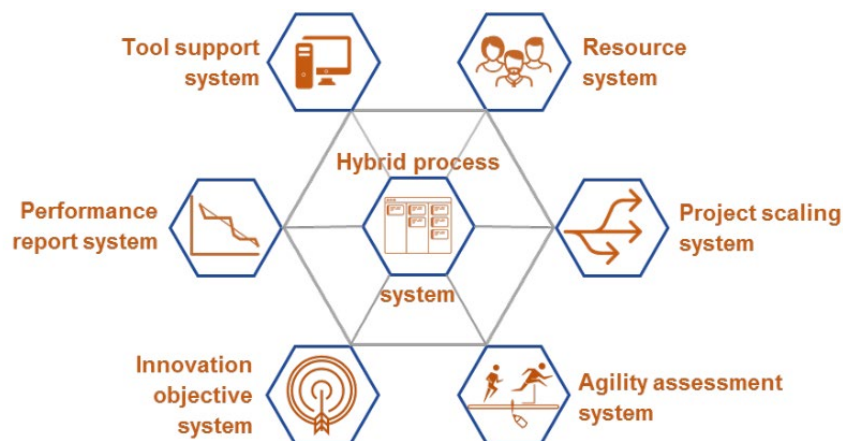 Tool support
system
Resource
system
Hybrid process
system
Performance
report system
Project scaling
system
Innovation
objective
system
Agility assessment
system